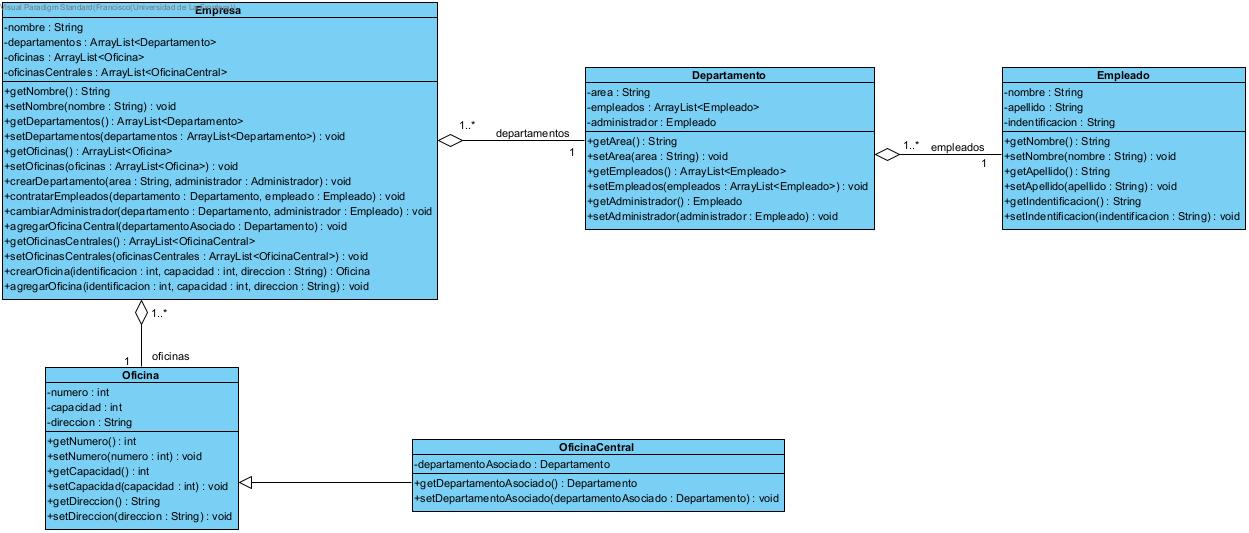 Visual Paradigm Standard(Francisco(Universidad de La
Empresa
-nombre : String
-departamentos : ArrayList<Departamento>
-oficinas : ArrayList<Oficina>
-oficinasCentrales : ArrayList<OficinaCentral>
+getNombre() : String
+setNombre(nombre : String) : void
+getDepartamentos() : ArrayList<Departamento>
+setDepartamentos(departamentos : ArrayList<Departamento>) : void
+getOficinas() : ArrayList<Oficina>
+setOficinas(oficinas : ArrayList<Oficina>) : void
+crearDepartamento(area : String, administrador : Administrador) : void
+contratarEmpleados(departamento : Departamento, empleado : Empleado) : void
+cambiarAdministrador(departamento : Departamento, administrador : Empleado) : void
+agregarOficinaCentral(departamentoAsociado : Departamento) : void
+getOficinasCentrales() : ArrayList<OficinaCentral>
+setOficinasCentrales(oficinasCentrales : ArrayList<OficinaCentral>) : void
+crearOficina(identificacion : int, capacidad : int, direccion : String) : Oficina
+agregarOficina(identificacion : int, capacidad : int, direccion : String) : void
1..*
departamentos
1
Departamento
-area : String
-empleados : ArrayList<Empleado>
-administrador : Empleado
+getArea() : String
+setArea(area : String) : void
+getEmpleados() : ArrayList<Empleado>
+setEmpleados(empleados : ArrayList<Empleado>) : void
+getAdministrador() : Empleado
+setAdministrador(administrador : Empleado) : void
1..*
empleados
1
Empleado
-nombre : String
-apellido : String
-indentificacion : String
+getNombre() : String
+setNombre(nombre : String) : void
+getApellido() : String
+setApellido(apellido : String) : void
+getIndentificacion() : String
+setIndentificacion(indentificacion : String) : void
1..*
1
oficinas
Oficina
-numero : int
-capacidad : int
-direccion : String
+getNumero() : int
+setNumero(numero : int) : void
+getCapacidad() : int
+setCapacidad(capacidad : int) : void
+getDireccion() : String
+setDireccion(direccion : String) : void
OficinaCentral
-departamentoAsociado : Departamento
+getDepartamentoAsociado() : Departamento
+setDepartamentoAsociado(departamentoAsociado : Departamento) : void